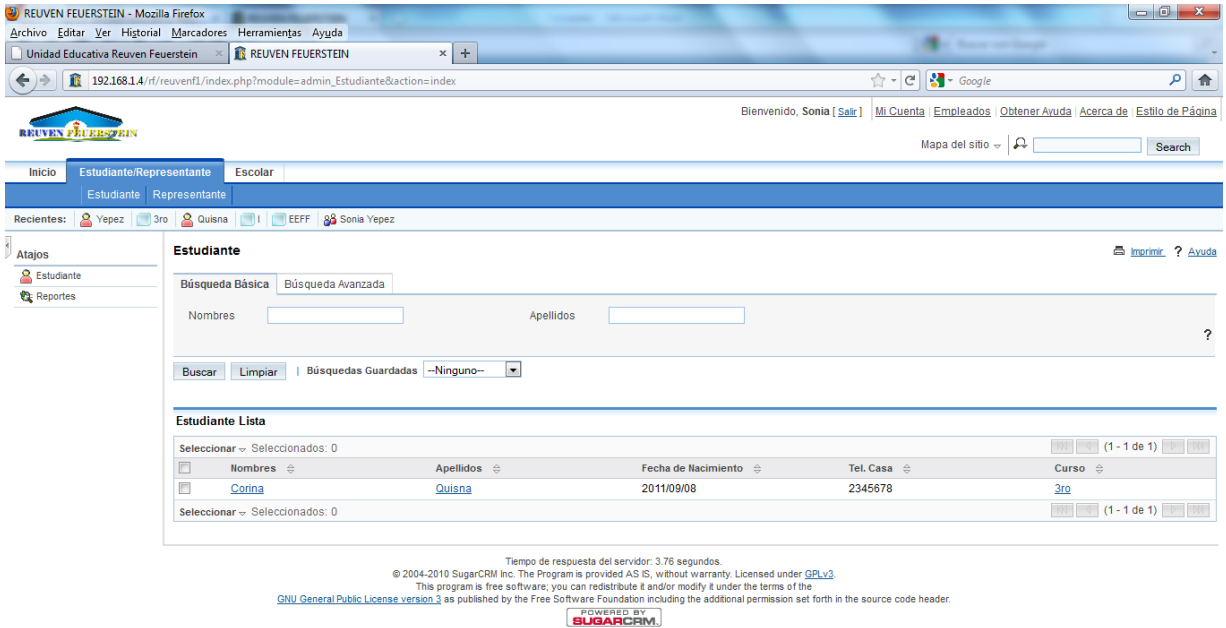 REUVEN FEUERSTEIN - Mozilla Firefox
Archivo Editar Ver Historial Marcadores Herramientas Ayuda
Unidad Educativa Reuven Feuerstein × REUVEN FEUERSTEIN × +
192.168.1.4/rf/reuvenf1/index.php?module=admin_Estudiante&action=index Google
Bienvenido, Sonia [ Salir ] Mi Cuenta Empleados Obtener Ayuda Acerca de Estilo de Página
REUVEN FEUERSTEIN
Mapa del sitio Search
Inicio Estudiante/Representante Escolar
Estudiante Representante
Recientes: Yepez 3ro Quisna I EEFF Sonia Yepez
Atajos
Estudiante
Reportes
Estudiante Imprimir ? Ayuda
Búsqueda Básica Búsqueda Avanzada
Nombres Apellidos
?
Buscar Limpiar | Búsquedas Guardadas --Ninguno--
Estudiante Lista
Seleccionar Seleccionados: 0 (1 - 1 de 1)
Nombres Apellidos Fecha de Nacimiento Tel. Casa Curso
Corina Quisna 2011/09/08 2345678 3ro
Seleccionar Seleccionados: 0 (1 - 1 de 1)
Tiempo de respuesta del servidor: 3.76 segundos.
© 2004-2010 SugarCRM Inc. The Program is provided AS IS, without warranty. Licensed under GPLv3.
This program is free software; you can redistribute it and/or modify it under the terms of the
GNU General Public License version 3 as published by the Free Software Foundation including the additional permission set forth in the source code header.
POWERED BY
SUGARCRM.